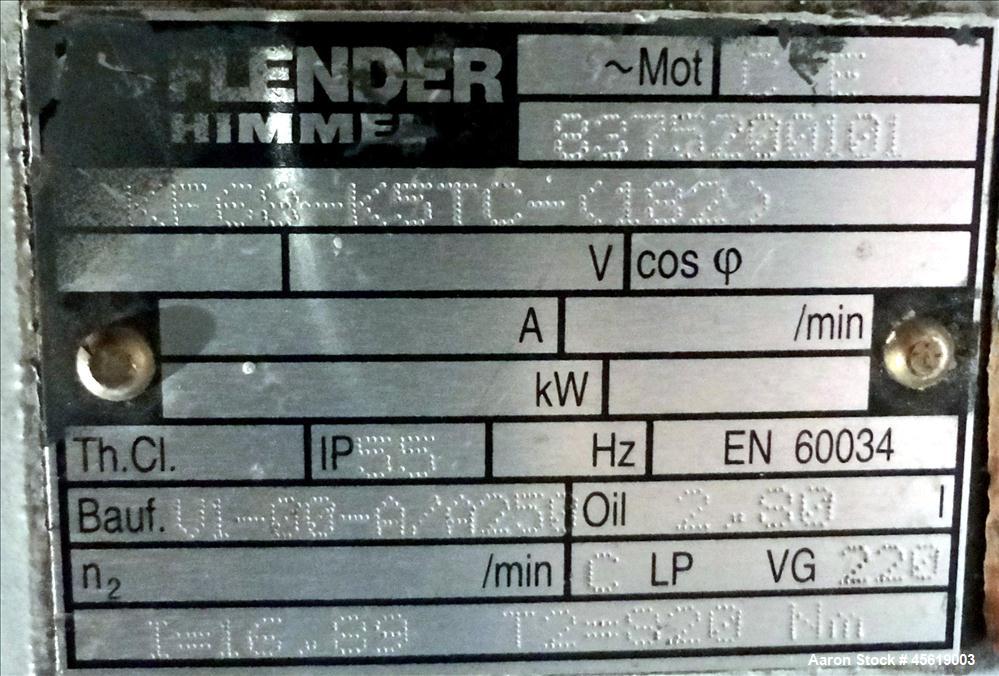 FLENDER
HIMMEL
~Mot C E
8375200101
KF60-K5TC-(182)
V cos φ
A /min
kW
Th.Cl. IP55 Hz EN 60034
Bauf. V1-00-A/A250 Oil 2.80 l
n₂ /min C LP VG 220
I=16.89 T2=820 Nm
Aaron Stock # 45619003